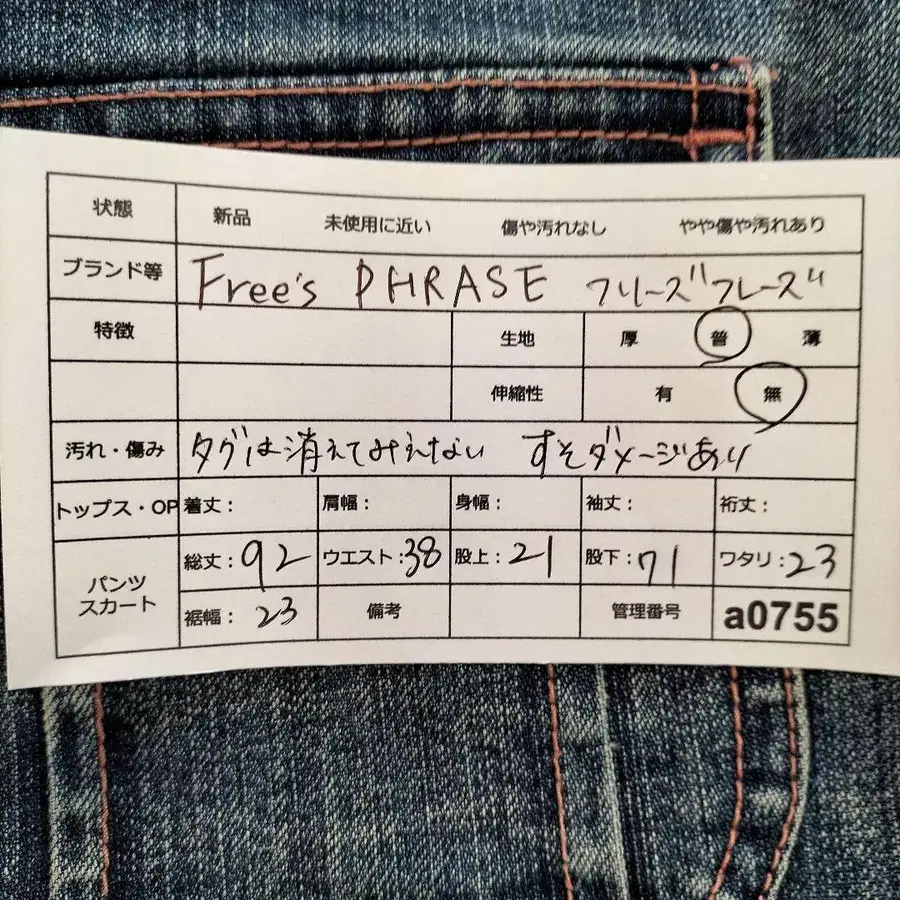 状態 新品 未使用に近い 傷や汚れなし やや傷や汚れあり
ブランド等 Free's PHRASE フリーズフレーズ
特徴 生地 厚 普 薄
伸縮性 有 無
汚れ・傷み タグは消えてみえない すそダメージあり
トップス・OP 着丈: 肩幅: 身幅: 袖丈: 裄丈:
パンツ スカート 総丈:92 ウエスト:38 股上:21 股下:71 ワタリ:23
裾幅:23 備考 管理番号 a0755